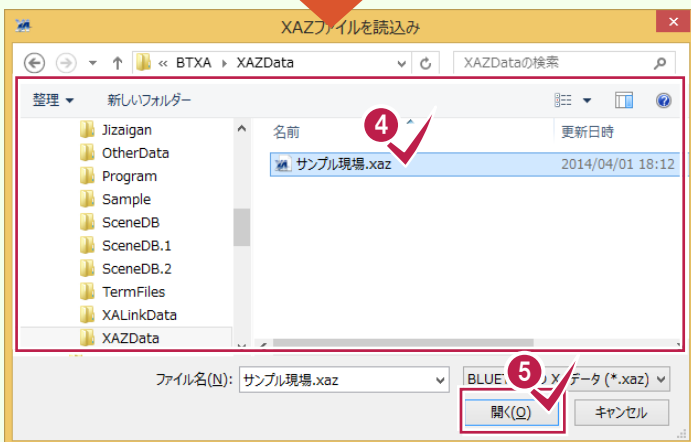 XAZファイルを読込み
×
« BTXA ▸ XAZData
XAZDataの検索
整理 ▼ 新しいフォルダー
Jizaigan
OtherData
Program
Sample
SceneDB
SceneDB.1
SceneDB.2
TermFiles
XALinkData
XAZData
名前 更新日時
4
サンプル現場.xaz 2014/04/01 18:12
ファイル名(N): サンプル現場.xaz
データ (*.xaz)
5
開く(O) キャンセル